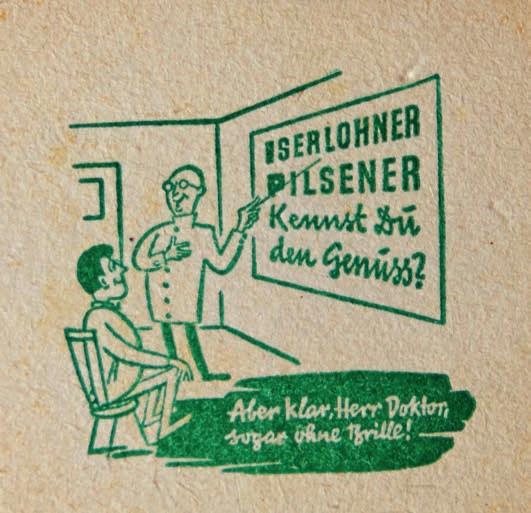 ISERLOHNER
PILSENER
Kennst Du
den Genuss?
Aber klar, Herr Doktor,
sogar ohne Brille!